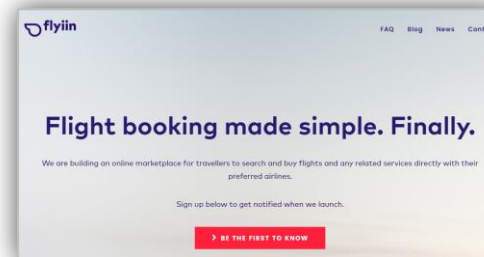 flyiin
FAQ Blog News
Flight booking made simple. Finally.
We are building an online marketplace for travellers to search and buy flights and any related services directly with their
preferred airlines.
Sign up below to get notified when we launch.
> BE THE FIRST TO KNOW